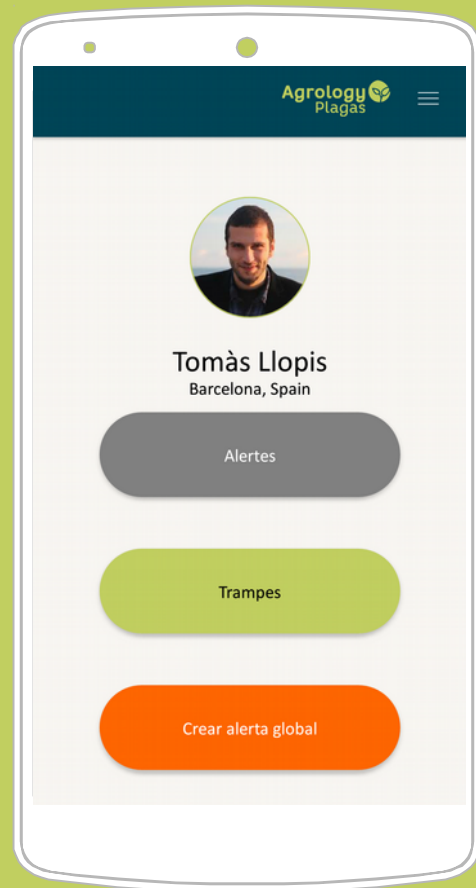 Agrology
Plagas
Tomàs Llopis
Barcelona, Spain
Alertes
Trampes
Crear alerta global